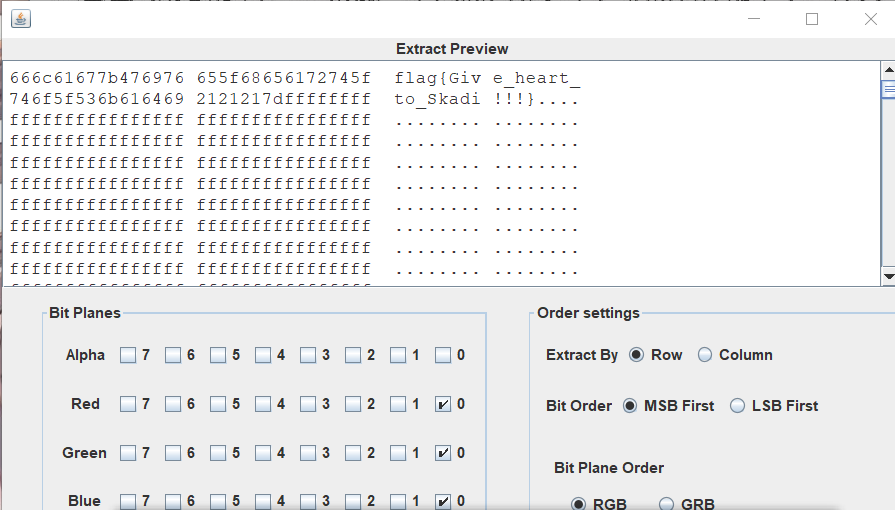 Extract Preview
666c61677b476976 655f68656172745f flag{Giv e_heart_
746f5f536b616469 2121217dffffffff to_Skadi !!!}....
ffffffffffffffff ffffffffffffffff ........ ........
ffffffffffffffff ffffffffffffffff ........ ........
ffffffffffffffff ffffffffffffffff ........ ........
ffffffffffffffff ffffffffffffffff ........ ........
ffffffffffffffff ffffffffffffffff ........ ........
ffffffffffffffff ffffffffffffffff ........ ........
ffffffffffffffff ffffffffffffffff ........ ........
ffffffffffffffff ffffffffffffffff ........ ........
Bit Planes
Order settings
Alpha 7 6 5 4 3 2 1 0
Extract By Row Column
Red 7 6 5 4 3 2 1 0
Bit Order MSB First LSB First
Green 7 6 5 4 3 2 1 0
Bit Plane Order
Blue 7 6 5 4 3 2 1 0
RGB GRB